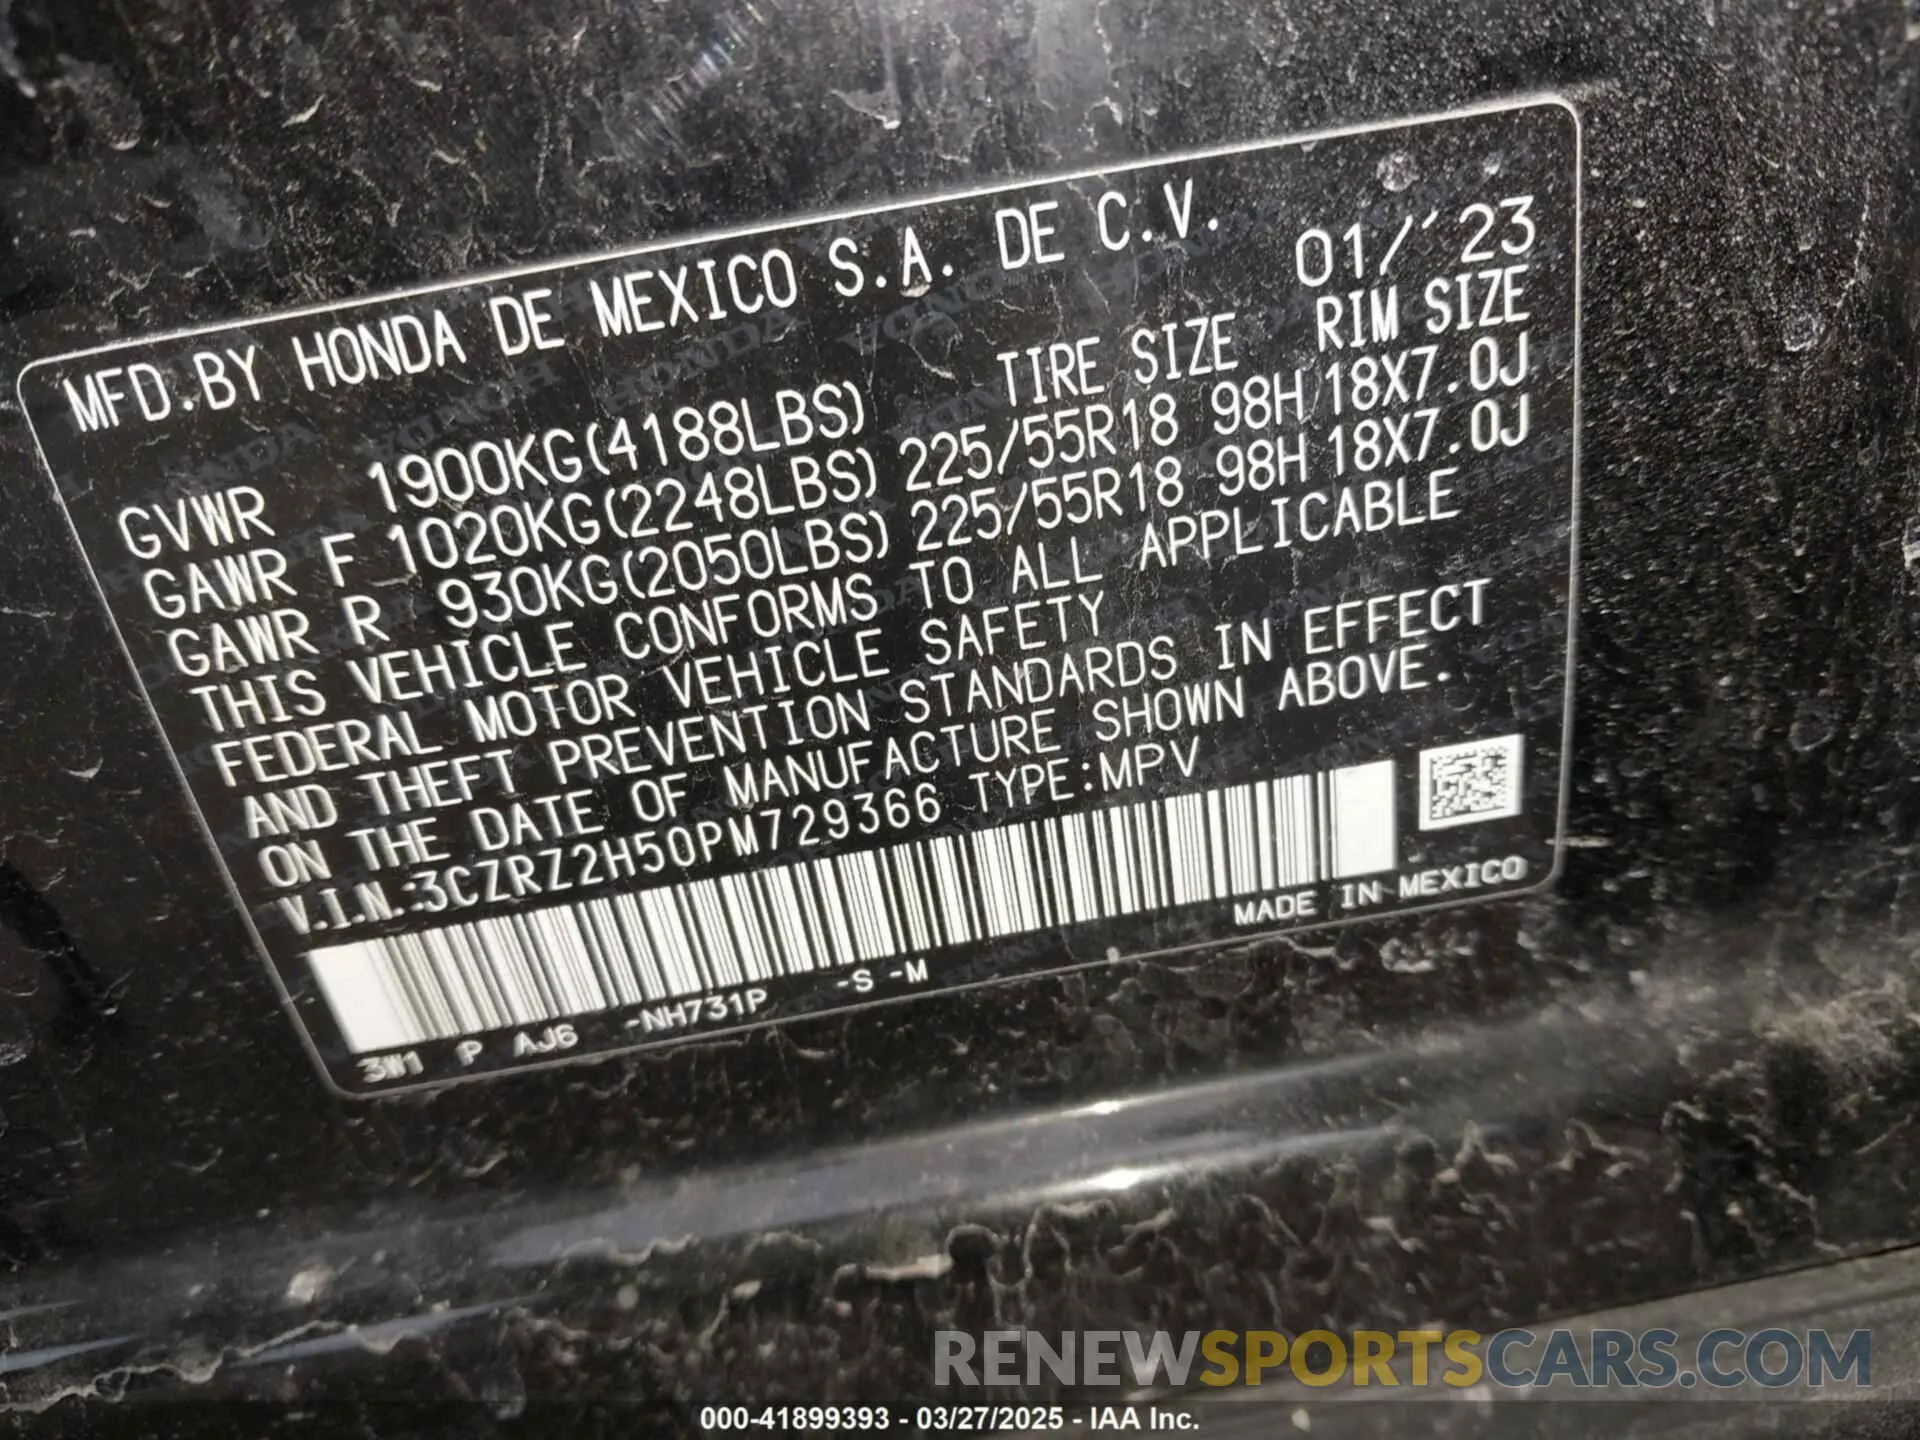 MFD.BY HONDA DE MEXICO S.A. DE C.V. 01/'23
TIRE SIZE RIM SIZE
GVWR 1900KG(4188LBS)
GAWR F 1020KG(2248LBS) 225/55R18 98H 18X7.0J
GAWR R 930KG(2050LBS) 225/55R18 98H 18X7.0J
THIS VEHICLE CONFORMS TO ALL APPLICABLE
FEDERAL MOTOR VEHICLE SAFETY
AND THEFT PREVENTION STANDARDS IN EFFECT
ON THE DATE OF MANUFACTURE SHOWN ABOVE.
V.I.N.:3CZRZ2H50PM729366 TYPE:MPV
MADE IN MEXICO
3W1 P AJ6 -NH731P -S -M
RENEWSPORTSCARS.COM
000-41899393 - 03/27/2025 - IAA Inc.